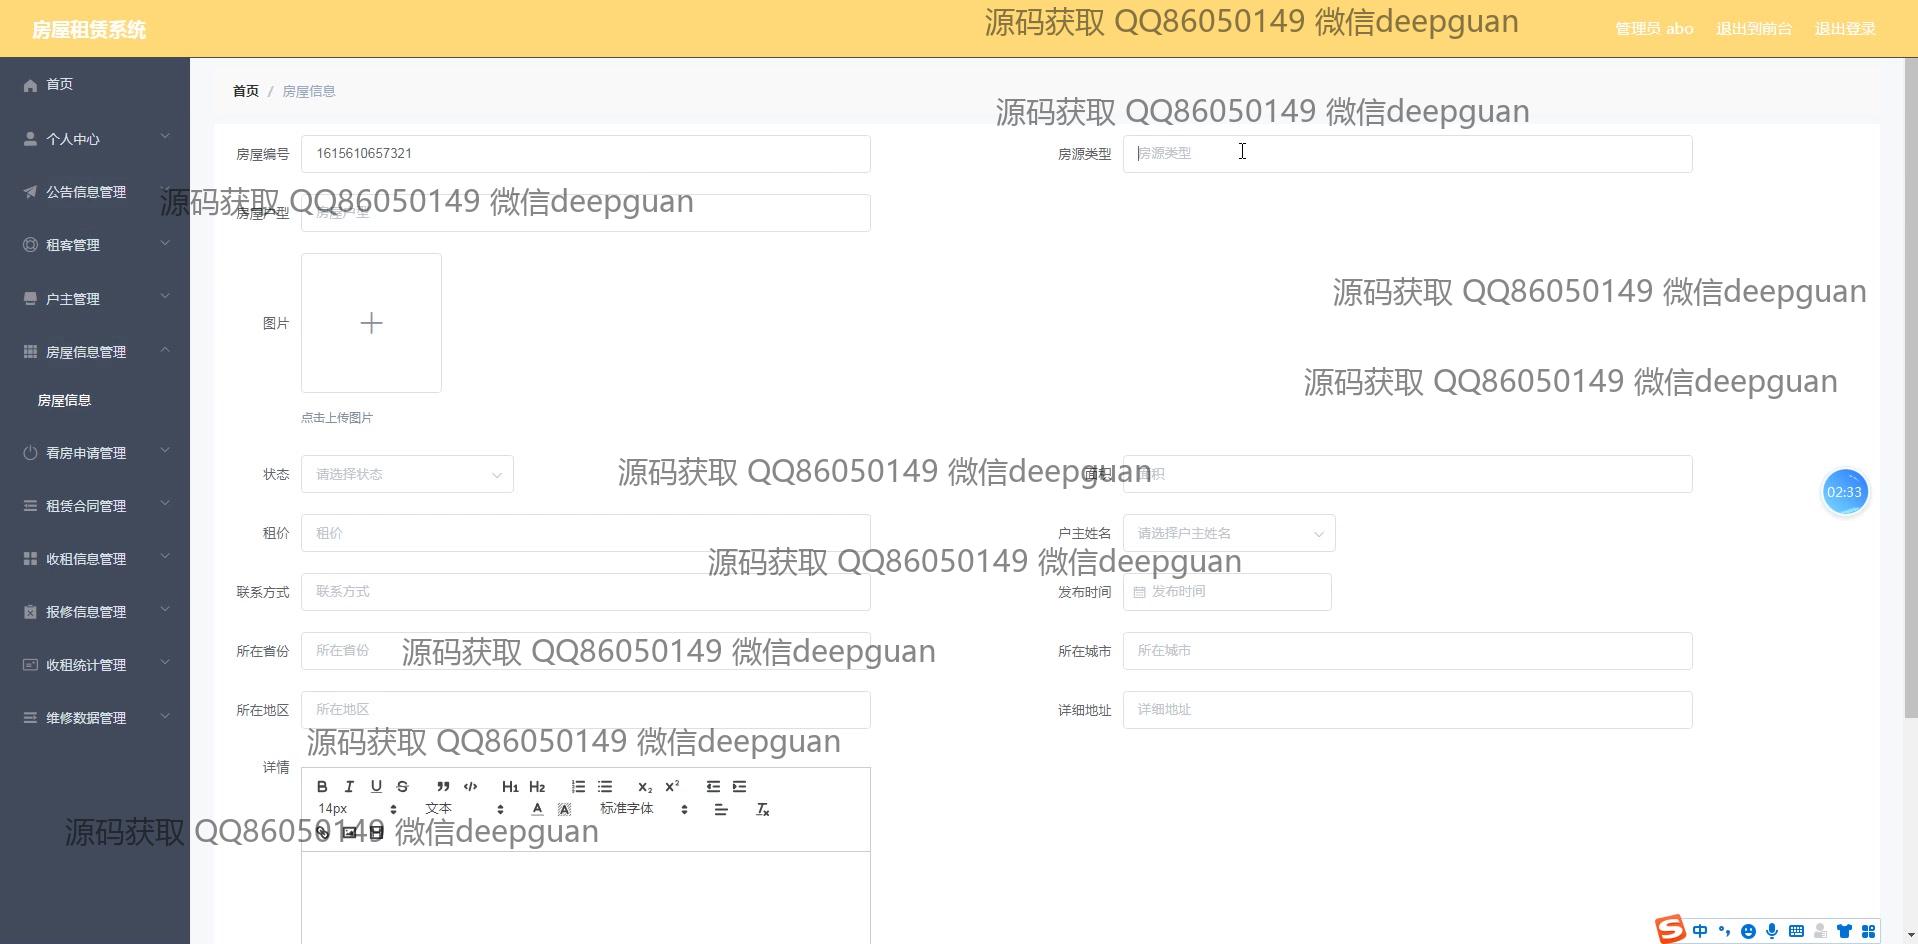 房屋租赁系统
源码获取 QQ86050149 微信deepguan
管理员 abo 退出到前台 退出登录
首页
首页 / 房屋信息
源码获取 QQ86050149 微信deepguan
个人中心
房屋编号 1615610657321 房源类型 房源类型
公告信息管理
源码获取 QQ86050149 微信deepguan
房屋户型 房屋户型
租客管理
源码获取 QQ86050149 微信deepguan
户主管理
图片
房屋信息管理
源码获取 QQ86050149 微信deepguan
房屋信息
点击上传图片
看房申请管理
状态 请选择状态 面积 面积
源码获取 QQ86050149 微信deepguan
租赁合同管理
租价 租价 户主姓名 请选择户主姓名
02:33
收租信息管理
源码获取 QQ86050149 微信deepguan
联系方式 联系方式 发布时间 发布时间
报修信息管理
所在省份 所在省份 所在城市 所在城市
源码获取 QQ86050149 微信deepguan
收租统计管理
所在地区 所在地区 详细地址 详细地址
维修数据管理
源码获取 QQ86050149 微信deepguan
详情
B I U S H1 H2 x₂ x²
14px 文本 A A 标准字体 Tx
源码获取 QQ86050149 微信deepguan
S 中